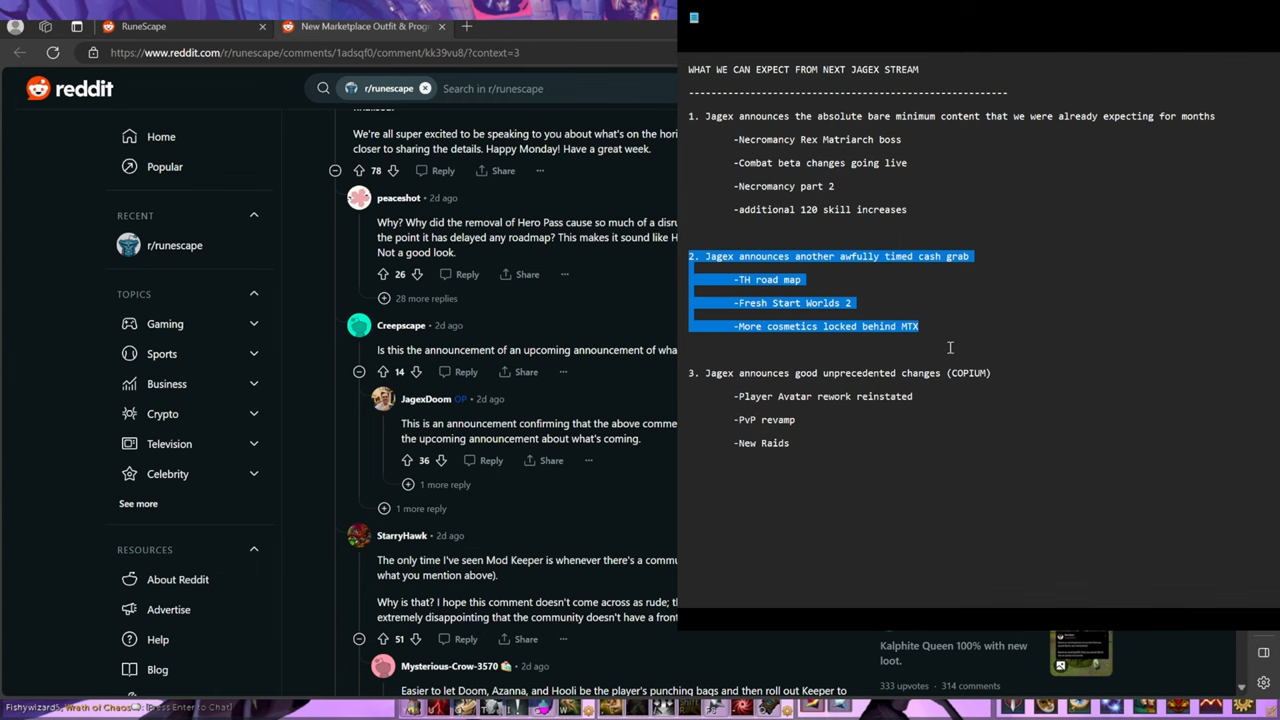 RuneScape
New Marketplace Outfit & Prog
https://www.reddit.com/r/runescape/comments/1adsqf0/comment/kk39vu8/?context=3
reddit
r/runescape
Search in r/runescape
Home
Popular
RECENT
r/runescape
TOPICS
Gaming
Sports
Business
Crypto
Television
Celebrity
See more
RESOURCES
About Reddit
Advertise
Help
Blog
We're all super excited to be speaking to you about what's on the hori
closer to sharing the details. Happy Monday! Have a great week.
78 Reply Share ...
peaceshot • 2d ago
Why? Why did the removal of Hero Pass cause so much of a disru
the point it has delayed any roadmap? This makes it sound like H
Not a good look.
26 Reply Share ...
28 more replies
Creepscape • 2d ago
Is this the announcement of an upcoming announcement of wha
14 Reply Share ...
JagexDoom OP • 2d ago
This is an announcement confirming that the above comme
the upcoming announcement about what's coming.
36 Reply Share ...
1 more reply
1 more reply
StarryHawk • 2d ago
The only time I've seen Mod Keeper is whenever there's a commu
what you mention above).
Why is that? I hope this comment doesn't come across as rude; th
extremely disappointing that the community doesn't have a front
51 Reply Share ...
Mysterious-Crow-3570 • 2d ago
Easier to let Doom, Azanna, and Hooli be the player's punching bags and then roll out Keeper to
WHAT WE CAN EXPECT FROM NEXT JAGEX STREAM
---------------------------------------------------------
1. Jagex announces the absolute bare minimum content that we were already expecting for months
-Necromancy Rex Matriarch boss
-Combat beta changes going live
-Necromancy part 2
-additional 120 skill increases
2. Jagex announces another awfully timed cash grab
-TH road map
-Fresh Start Worlds 2
-More cosmetics locked behind MTX
3. Jagex announces good unprecedented changes (COPIUM)
-Player Avatar rework reinstated
-PvP revamp
-New Raids
Kalphite Queen 100% with new
loot.
333 upvotes • 314 comments
Wrath of Chaos
[Press Enter to Chat]